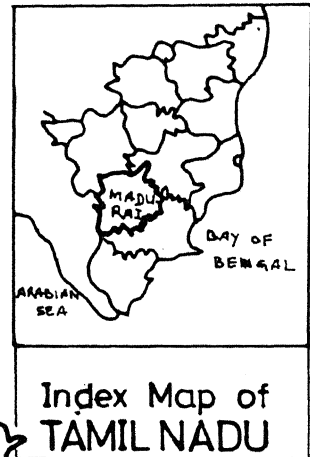 MADU
RAI
BAY OF
BENGAL
ARABIAN
SEA
Index Map of
TAMIL NADU